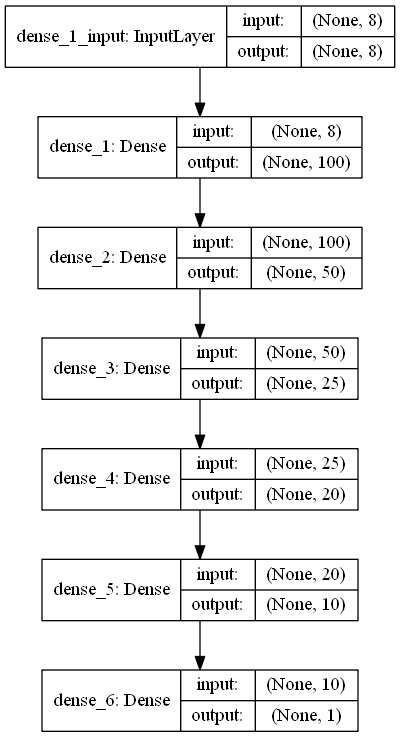 dense_1_input: InputLayer
input: (None, 8)
output: (None, 8)
dense_1: Dense
input: (None, 8)
output: (None, 100)
dense_2: Dense
input: (None, 100)
output: (None, 50)
dense_3: Dense
input: (None, 50)
output: (None, 25)
dense_4: Dense
input: (None, 25)
output: (None, 20)
dense_5: Dense
input: (None, 20)
output: (None, 10)
dense_6: Dense
input: (None, 10)
output: (None, 1)